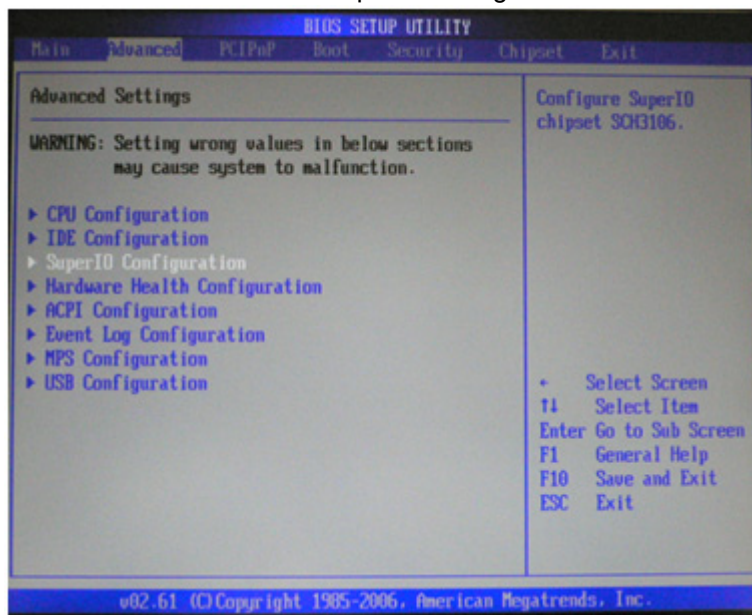 BIOS SETUP UTILITY
Main Advanced PCIPnP Boot Security Chipset Exit
Advanced Settings
WARNING: Setting wrong values in below sections
may cause system to malfunction.
▶ CPU Configuration
▶ IDE Configuration
▶ SuperIO Configuration
▶ Hardware Health Configuration
▶ ACPI Configuration
▶ Event Log Configuration
▶ MPS Configuration
▶ USB Configuration
Configure SuperIO
chipset SCH3106.
← Select Screen
↑↓ Select Item
Enter Go to Sub Screen
F1 General Help
F10 Save and Exit
ESC Exit
v02.61 (C)Copyright 1985-2006, American Megatrends, Inc.